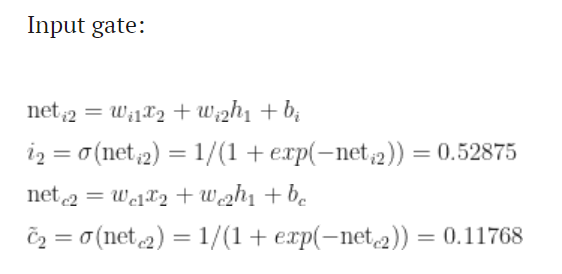 Input gate:
net_{i2} = w_{i1}x_2 + w_{i2}h_1 + b_i
i_2 = σ(net_{i2}) = 1/(1 + exp(−net_{i2})) = 0.52875
net_{c2} = w_{c1}x_2 + w_{c2}h_1 + b_c
c̃_2 = σ(net_{c2}) = 1/(1 + exp(−net_{c2})) = 0.11768